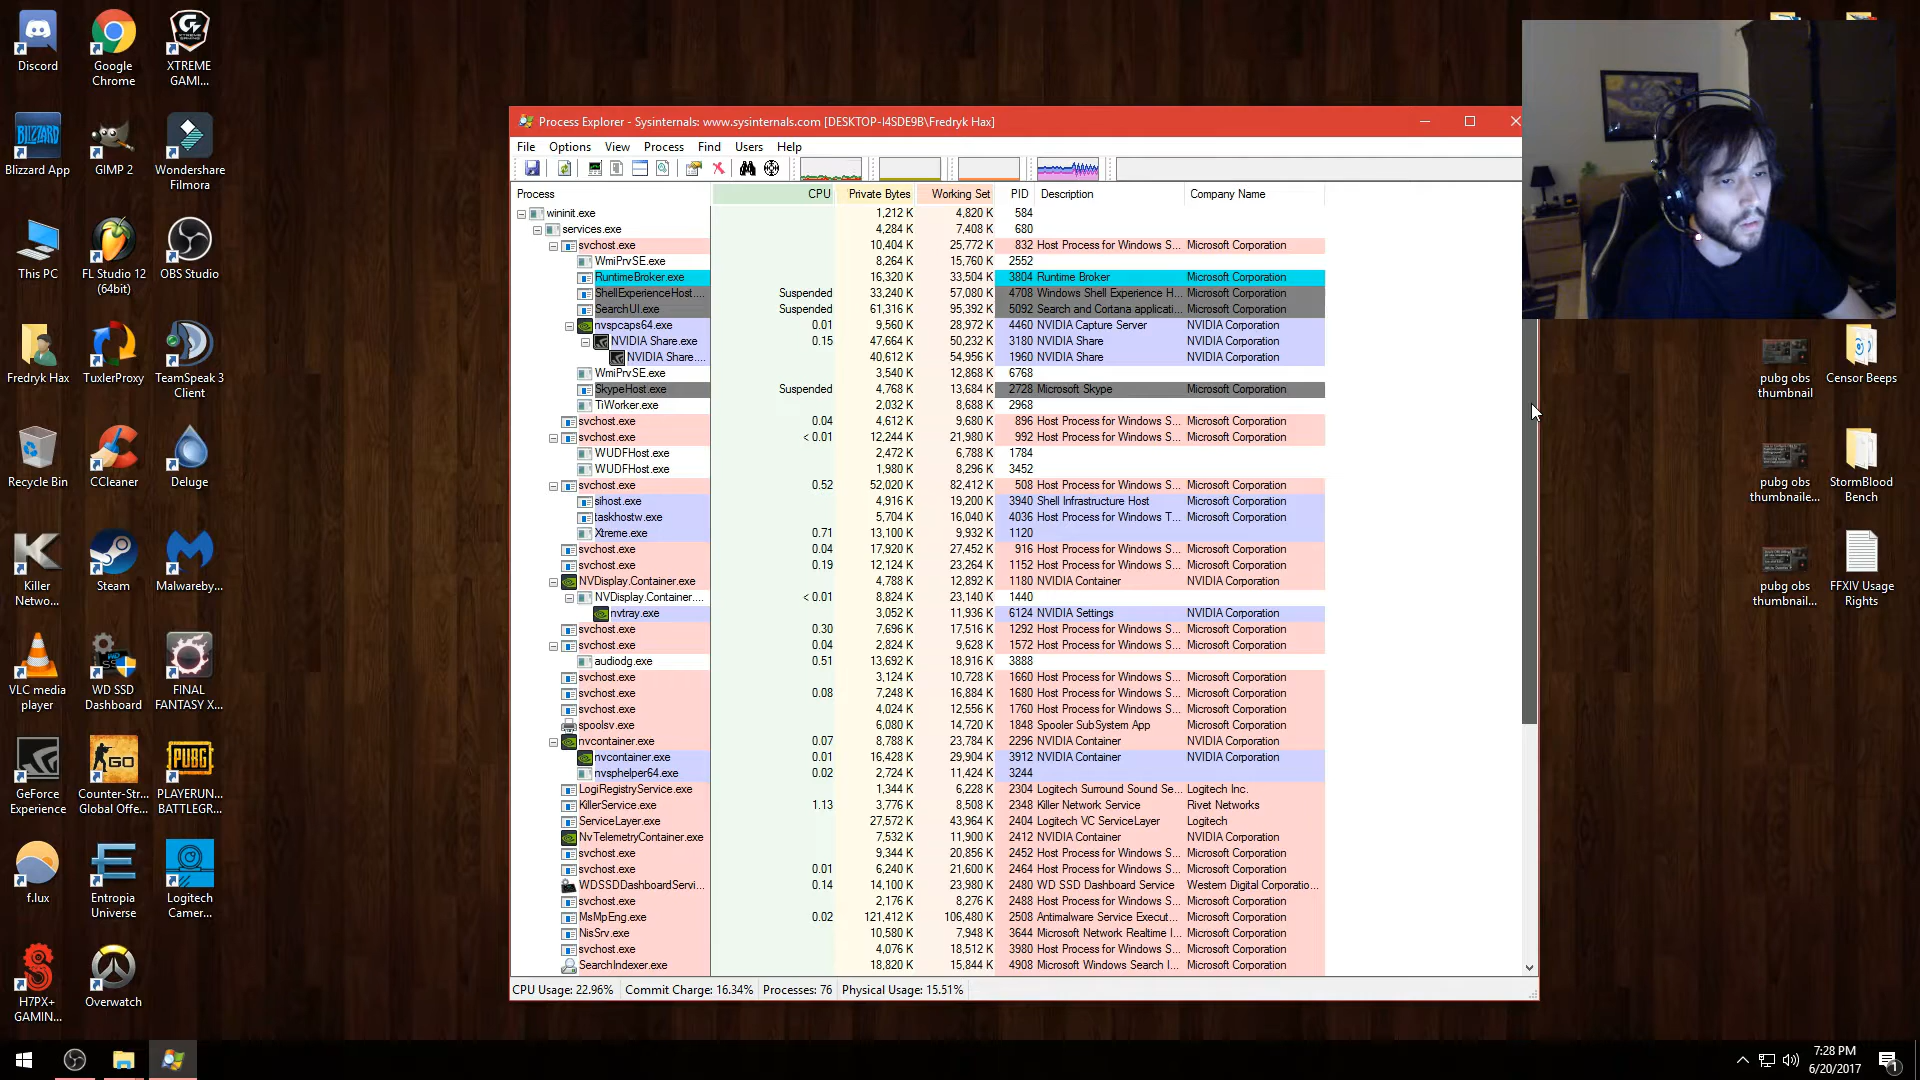 Discord
Google
Chrome
XTREME
GAMI...
Blizzard App
GIMP 2
Wondershare
Filmora
This PC
FL Studio 12
(64bit)
OBS Studio
Fredryk Hax
TuxlerProxy
TeamSpeak 3
Client
Recycle Bin
CCleaner
Deluge
Killer
Netwo...
Steam
Malwareby...
VLC media
player
WD SSD
Dashboard
FINAL
FANTASY X...
GeForce
Experience
Counter-Str...
Global Offe...
PLAYERUN...
BATTLEGR...
f.lux
Entropia
Universe
Logitech
Camer...
H7PX+
GAMIN...
Overwatch
Process Explorer - Sysinternals: www.sysinternals.com [DESKTOP-I4SDE9B\Fredryk Hax]
File Options View Process Find Users Help
Process CPU Private Bytes Working Set PID Description Company Name
wininit.exe 1,212 K 4,820 K 584
services.exe 4,284 K 7,408 K 680
svchost.exe 10,404 K 25,772 K 832 Host Process for Windows S... Microsoft Corporation
WmiPrvSE.exe 8,264 K 15,760 K 2552
RuntimeBroker.exe 16,320 K 33,504 K 3804 Runtime Broker Microsoft Corporation
ShellExperienceHost.... Suspended 33,240 K 57,080 K 4708 Windows Shell Experience H... Microsoft Corporation
SearchUI.exe Suspended 61,316 K 95,392 K 5092 Search and Cortana applicati... Microsoft Corporation
nvspcaps64.exe 0.01 9,560 K 28,972 K 4460 NVIDIA Capture Server NVIDIA Corporation
NVIDIA Share.exe 0.15 47,664 K 50,232 K 3180 NVIDIA Share NVIDIA Corporation
NVIDIA Share.... 40,612 K 54,956 K 1960 NVIDIA Share NVIDIA Corporation
WmiPrvSE.exe 3,540 K 12,868 K 6768
SkypeHost.exe Suspended 4,768 K 13,684 K 2728 Microsoft Skype Microsoft Corporation
TiWorker.exe 2,032 K 8,688 K 2968
svchost.exe 0.04 4,612 K 9,680 K 896 Host Process for Windows S... Microsoft Corporation
svchost.exe < 0.01 12,244 K 21,980 K 992 Host Process for Windows S... Microsoft Corporation
WUDFHost.exe 2,472 K 6,788 K 1784
WUDFHost.exe 1,980 K 8,296 K 3452
svchost.exe 0.52 52,020 K 82,412 K 508 Host Process for Windows S... Microsoft Corporation
sihost.exe 4,916 K 19,200 K 3940 Shell Infrastructure Host Microsoft Corporation
taskhostw.exe 5,704 K 16,040 K 4036 Host Process for Windows T... Microsoft Corporation
Xtreme.exe 0.71 13,100 K 9,932 K 1120
svchost.exe 0.04 17,920 K 27,452 K 916 Host Process for Windows S... Microsoft Corporation
svchost.exe 0.19 12,124 K 23,264 K 1152 Host Process for Windows S... Microsoft Corporation
NVDisplay.Container.exe 4,788 K 12,892 K 1180 NVIDIA Container NVIDIA Corporation
NVDisplay.Container.... < 0.01 8,824 K 23,140 K 1440
nvtray.exe 3,052 K 11,936 K 6124 NVIDIA Settings NVIDIA Corporation
svchost.exe 0.30 7,696 K 17,516 K 1292 Host Process for Windows S... Microsoft Corporation
svchost.exe 0.04 2,824 K 9,628 K 1572 Host Process for Windows S... Microsoft Corporation
audiodg.exe 0.51 13,692 K 18,916 K 3888
svchost.exe 3,124 K 10,728 K 1660 Host Process for Windows S... Microsoft Corporation
svchost.exe 0.08 7,248 K 16,884 K 1680 Host Process for Windows S... Microsoft Corporation
svchost.exe 4,024 K 12,556 K 1760 Host Process for Windows S... Microsoft Corporation
spoolsv.exe 6,080 K 14,720 K 1848 Spooler SubSystem App Microsoft Corporation
nvcontainer.exe 0.07 8,788 K 23,784 K 2296 NVIDIA Container NVIDIA Corporation
nvcontainer.exe 0.01 16,428 K 29,904 K 3912 NVIDIA Container NVIDIA Corporation
nvsphelper64.exe 0.02 2,724 K 11,424 K 3244
LogiRegistryService.exe 1,344 K 6,228 K 2304 Logitech Surround Sound Se... Logitech Inc.
KillerService.exe 1.13 3,776 K 8,508 K 2348 Killer Network Service Rivet Networks
ServiceLayer.exe 27,572 K 43,964 K 2404 Logitech VC ServiceLayer Logitech
NvTelemetryContainer.exe 7,532 K 11,900 K 2412 NVIDIA Container NVIDIA Corporation
svchost.exe 9,344 K 20,856 K 2452 Host Process for Windows S... Microsoft Corporation
svchost.exe 0.01 6,240 K 21,600 K 2464 Host Process for Windows S... Microsoft Corporation
WDSSDDashboardServi... 0.14 14,100 K 23,980 K 2480 WD SSD Dashboard Service Western Digital Corporatio...
svchost.exe 2,176 K 8,276 K 2488 Host Process for Windows S... Microsoft Corporation
MsMpEng.exe 0.02 121,412 K 106,480 K 2508 Antimalware Service Execut... Microsoft Corporation
NisSrv.exe 10,580 K 7,948 K 3644 Microsoft Network Realtime I... Microsoft Corporation
svchost.exe 4,076 K 18,512 K 3980 Host Process for Windows S... Microsoft Corporation
SearchIndexer.exe 18,820 K 15,844 K 4908 Microsoft Windows Search I... Microsoft Corporation
CPU Usage: 22.96% Commit Charge: 16.34% Processes: 76 Physical Usage: 15.51%
pubg obs
thumbnail
Censor Beeps
pubg obs
thumbnaile...
StormBlood
Bench
pubg obs
thumbnail...
FFXIV Usage
Rights
7:28 PM
6/20/2017
1